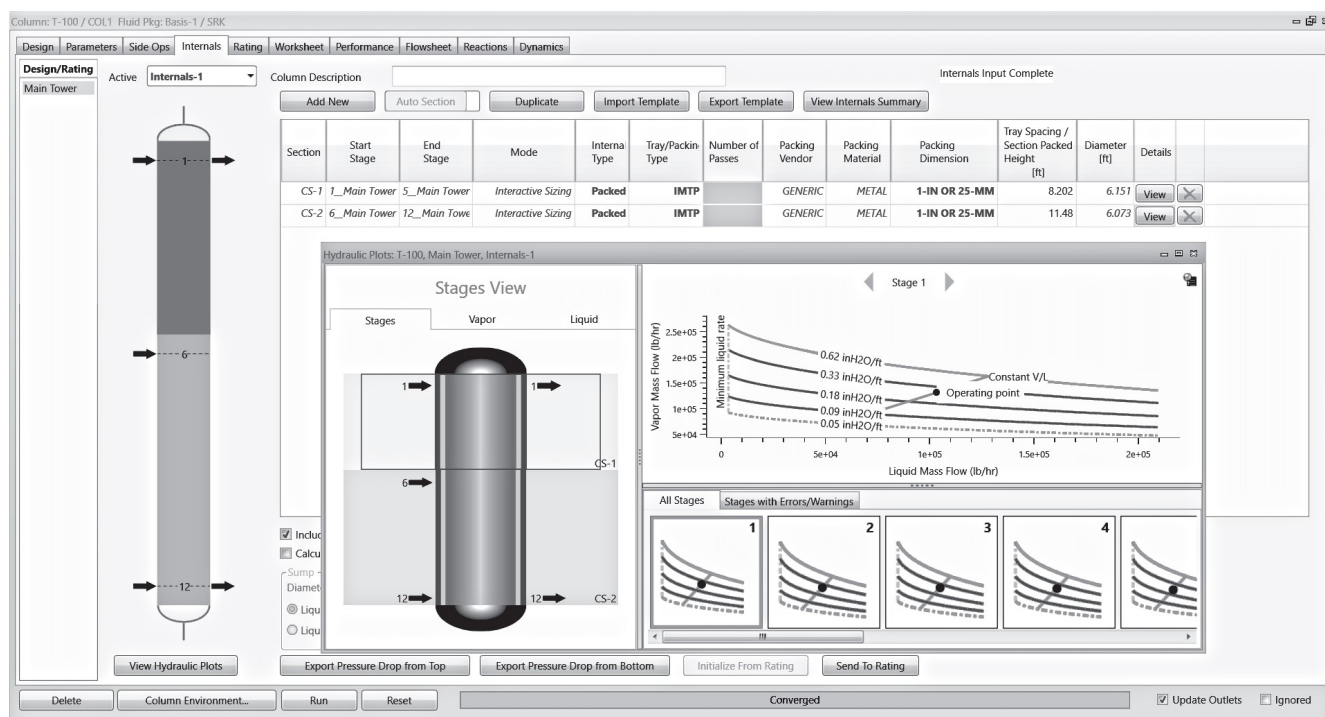 Column: T-100 / COL1 Fluid Pkg: Basis-1 / SRK
Design Parameters Side Ops Internals Rating Worksheet Performance Flowsheet Reactions Dynamics
Design/Rating
Main Tower
Active Internals-1 Column Description Internals Input Complete
Add New Auto Section Duplicate Import Template Export Template View Internals Summary
Section Start Stage End Stage Mode Interna Type Tray/Packin Type Number of Passes Packing Vendor Packing Material Packing Dimension Tray Spacing / Section Packed Height [ft] Diameter [ft] Details
CS-1 1__Main Tower 5__Main Tower Interactive Sizing Packed IMTP GENERIC METAL 1-IN OR 25-MM 8.202 6.151 View
CS-2 6__Main Tower 12__Main Towe Interactive Sizing Packed IMTP GENERIC METAL 1-IN OR 25-MM 11.48 6.073 View
1
6
12
Hydraulic Plots: T-100, Main Tower, Internals-1
Stages View
Stages Vapor Liquid
1 1
CS-1
6
12 12 CS-2
Stage 1
Vapor Mass Flow (lb/hr)
2.5e+05
2e+05
1.5e+05
1e+05
5e+04
Minimum liquid rate
0.62 inH2O/ft
0.33 inH2O/ft
0.18 inH2O/ft
0.09 inH2O/ft
0.05 inH2O/ft
Constant V/L
Operating point
0 5e+04 1e+05 1.5e+05 2e+05
Liquid Mass Flow (lb/hr)
All Stages Stages with Errors/Warnings
1 2 3 4
Includ
Calcu
Sump
Diamet
Liqu
Liqu
View Hydraulic Plots Export Pressure Drop from Top Export Pressure Drop from Bottom Initialize From Rating Send To Rating
Delete Column Environment... Run Reset Converged Update Outlets Ignored